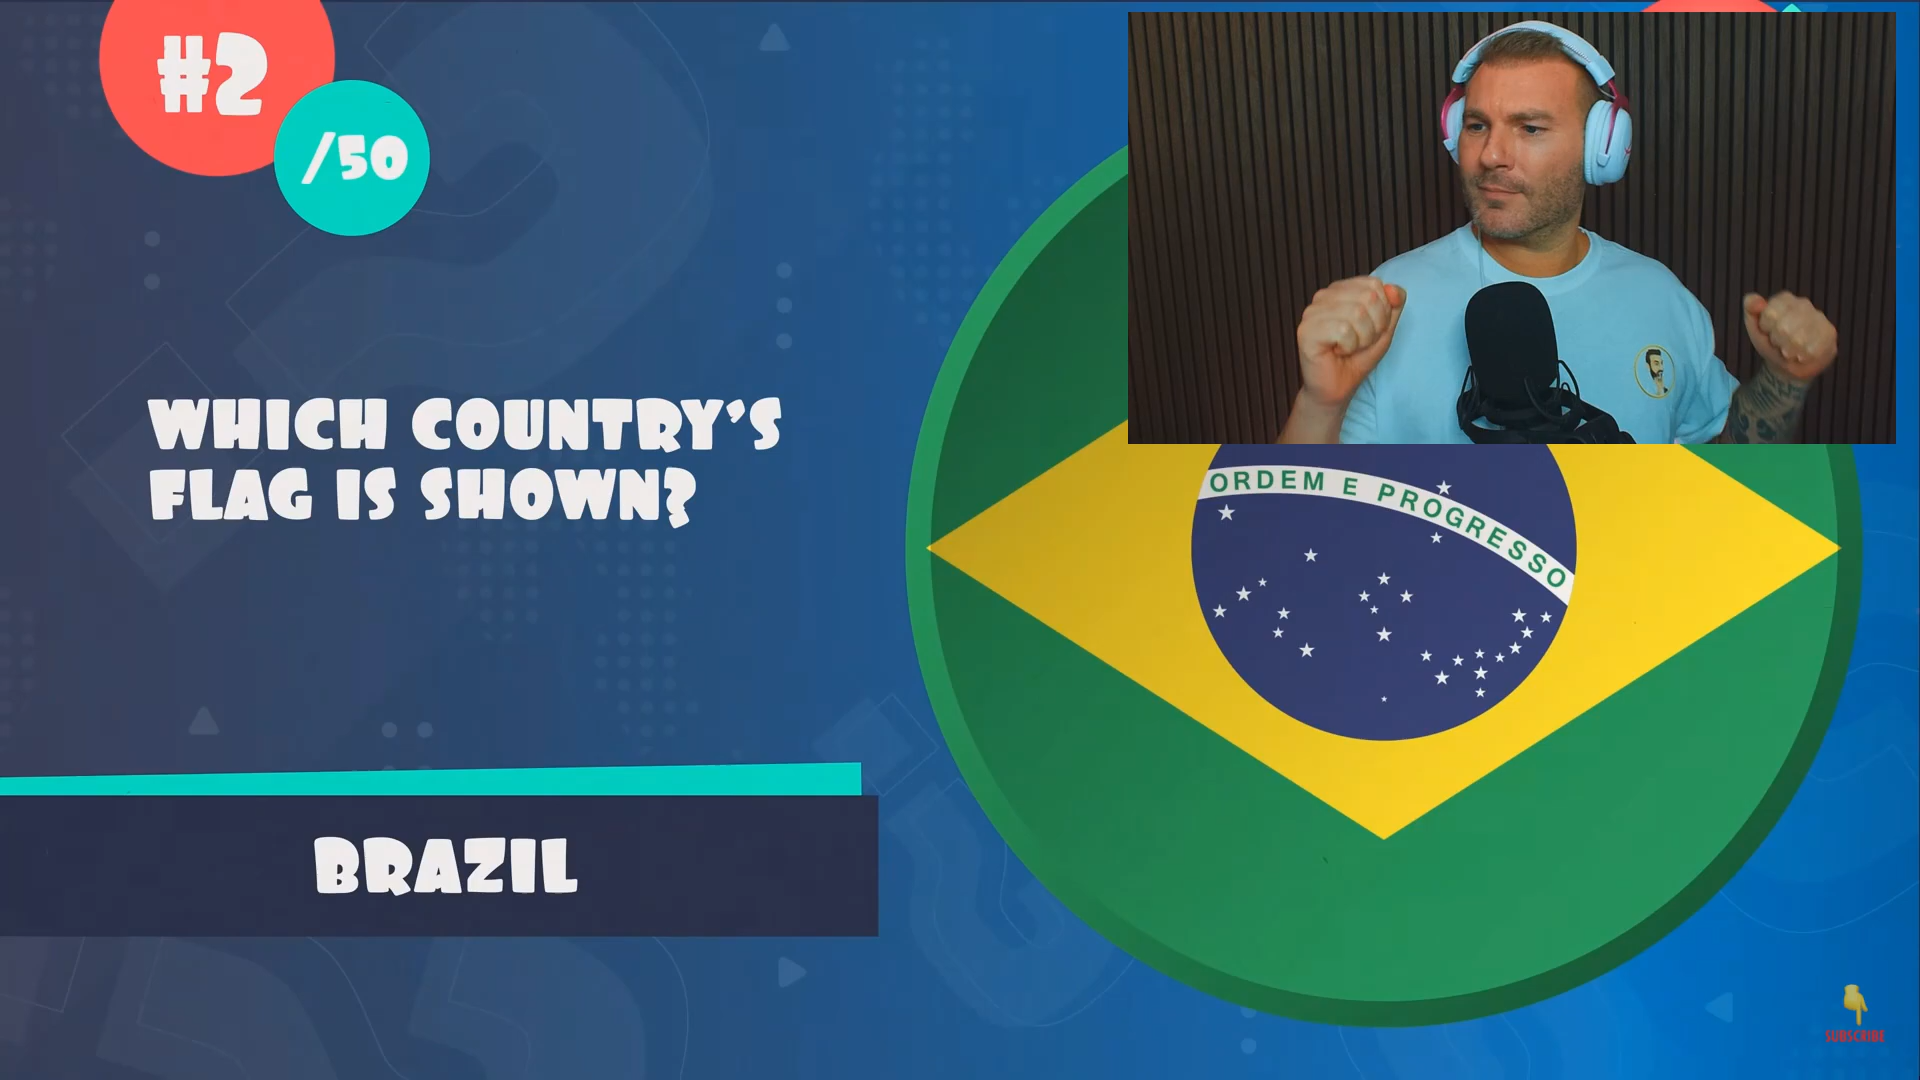 #2
/50
WHICH COUNTRY'S
FLAG IS SHOWN?
ORDEM E PROGRESSO
BRAZIL
SUBSCRIBE